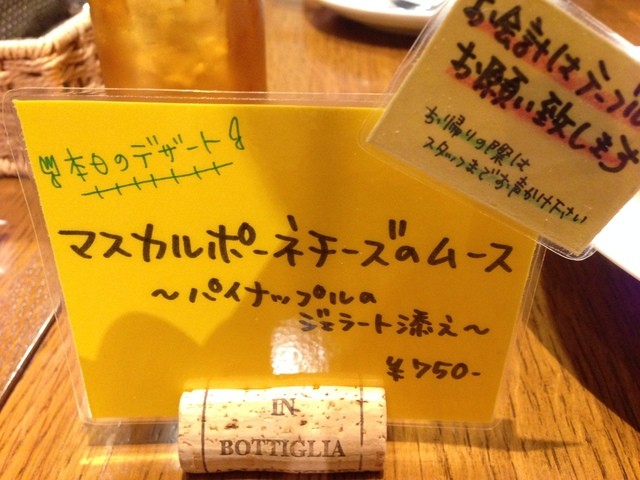 本日のデザート
マスカルポーネチーズのムース
〜パイナップルの
ジェラート添え〜
¥750-
お会計はテーブル
お願い致します
お帰りの際は
スタッフまでお声かけ下さい
IN
BOTTIGLIA